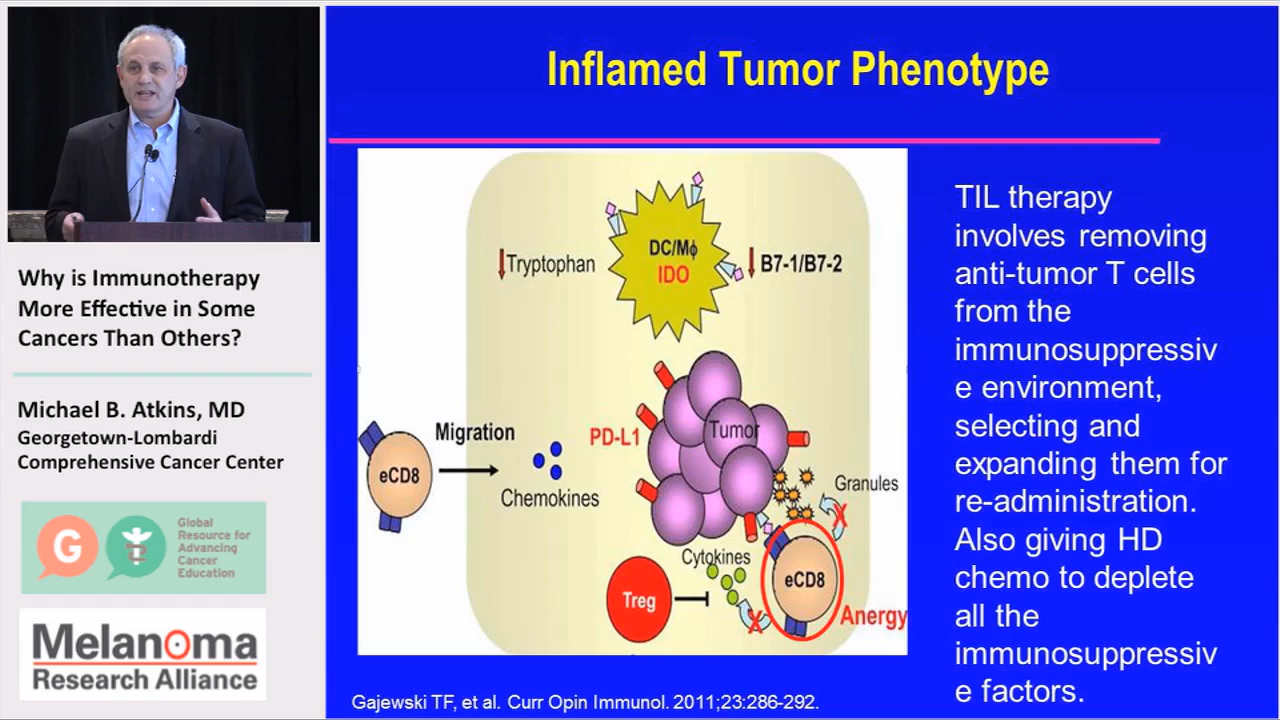 Inflamed Tumor Phenotype
Why is Immunotherapy
More Effective in Some
Cancers Than Others?
Michael B. Atkins, MD
Georgetown-Lombardi
Comprehensive Cancer Center
G
Global
Resource for
Advancing
Cancer
Education
Melanoma
Research Alliance
DC/Mϕ
IDO
Tryptophan
B7-1/B7-2
Migration
eCD8
Chemokines
PD-L1
Tumor
Granules
X
Cytokines
eCD8
Treg
X
Anergy
TIL therapy
involves removing
anti-tumor T cells
from the
immunosuppressiv
e environment,
selecting and
expanding them for
re-administration.
Also giving HD
chemo to deplete
all the
immunosuppressiv
e factors.
Gajewski TF, et al. Curr Opin Immunol. 2011;23:286-292.